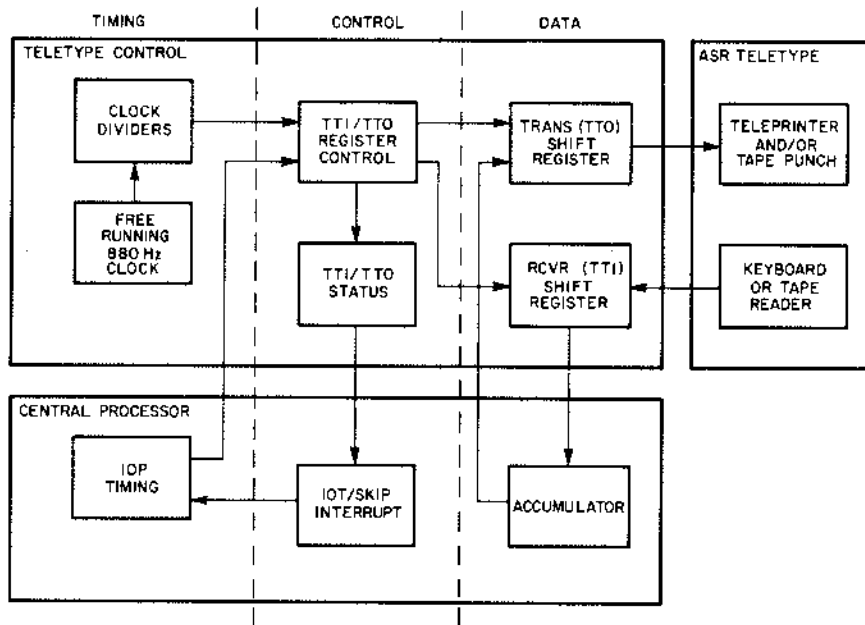 TIMING
CONTROL
DATA
TELETYPE CONTROL
CLOCK
DIVIDERS
FREE
RUNNING
880 Hz
CLOCK
TTI/TTO
REGISTER
CONTROL
TTI/TTO
STATUS
TRANS (TTO)
SHIFT
REGISTER
RCVR (TTI)
SHIFT
REGISTER
ASR TELETYPE
TELEPRINTER
AND/OR
TAPE PUNCH
KEYBOARD
OR TAPE
READER
CENTRAL PROCESSOR
IOP
TIMING
IOT/SKIP
INTERRUPT
ACCUMULATOR